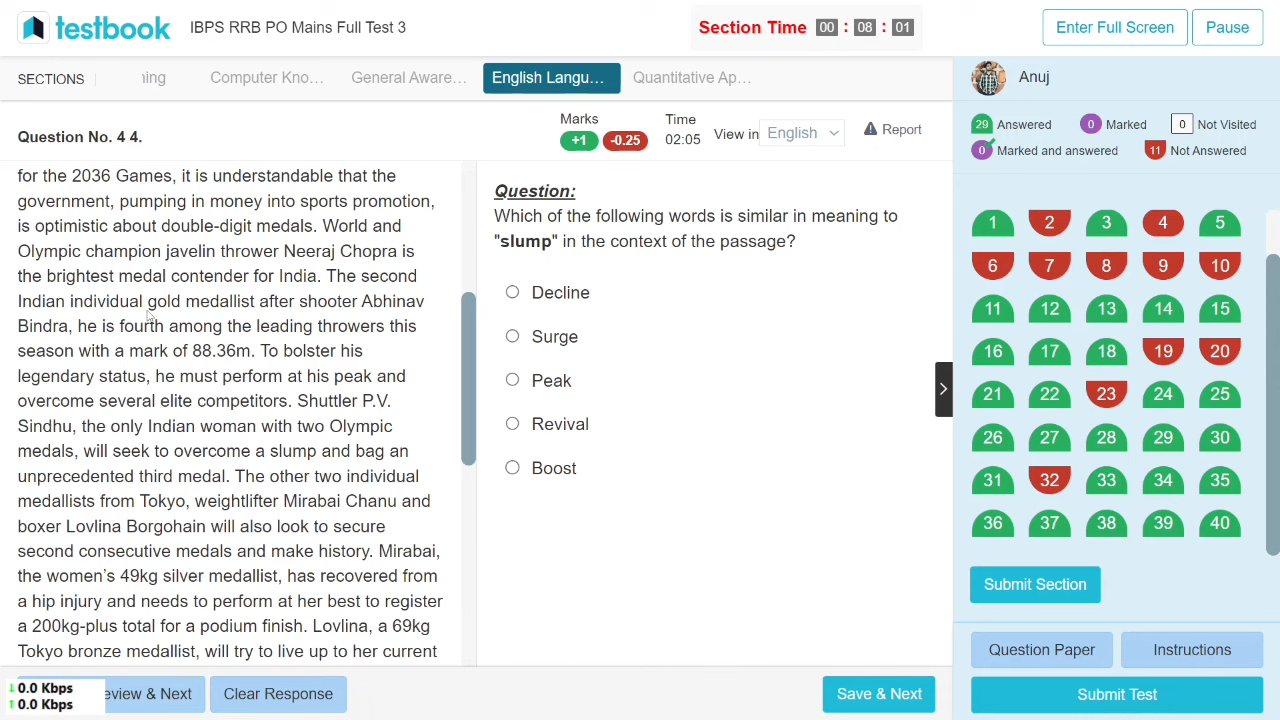 testbook
IBPS RRB PO Mains Full Test 3
Section Time 00 : 08 : 01
Enter Full Screen
Pause
SECTIONS
ning
Computer Kno...
General Aware...
English Langu...
Quantitative Ap...
Anuj
Question No. 4 4.
Marks
+1 -0.25
Time
02:05
View in English
Report
29 Answered
0 Marked
0 Not Visited
0 Marked and answered
11 Not Answered
for the 2036 Games, it is understandable that the
government, pumping in money into sports promotion,
is optimistic about double-digit medals. World and
Olympic champion javelin thrower Neeraj Chopra is
the brightest medal contender for India. The second
Indian individual gold medallist after shooter Abhinav
Bindra, he is fourth among the leading throwers this
season with a mark of 88.36m. To bolster his
legendary status, he must perform at his peak and
overcome several elite competitors. Shuttler P.V.
Sindhu, the only Indian woman with two Olympic
medals, will seek to overcome a slump and bag an
unprecedented third medal. The other two individual
medallists from Tokyo, weightlifter Mirabai Chanu and
boxer Lovlina Borgohain will also look to secure
second consecutive medals and make history. Mirabai,
the women's 49kg silver medallist, has recovered from
a hip injury and needs to perform at her best to register
a 200kg-plus total for a podium finish. Lovlina, a 69kg
Tokyo bronze medallist, will try to live up to her current
Question:
Which of the following words is similar in meaning to
"slump" in the context of the passage?
Decline
Surge
Peak
Revival
Boost
1 2 3 4 5
6 7 8 9 10
11 12 13 14 15
16 17 18 19 20
21 22 23 24 25
26 27 28 29 30
31 32 33 34 35
36 37 38 39 40
Submit Section
Question Paper
Instructions
Submit Test
0.0 Kbps
0.0 Kbps
eview & Next
Clear Response
Save & Next